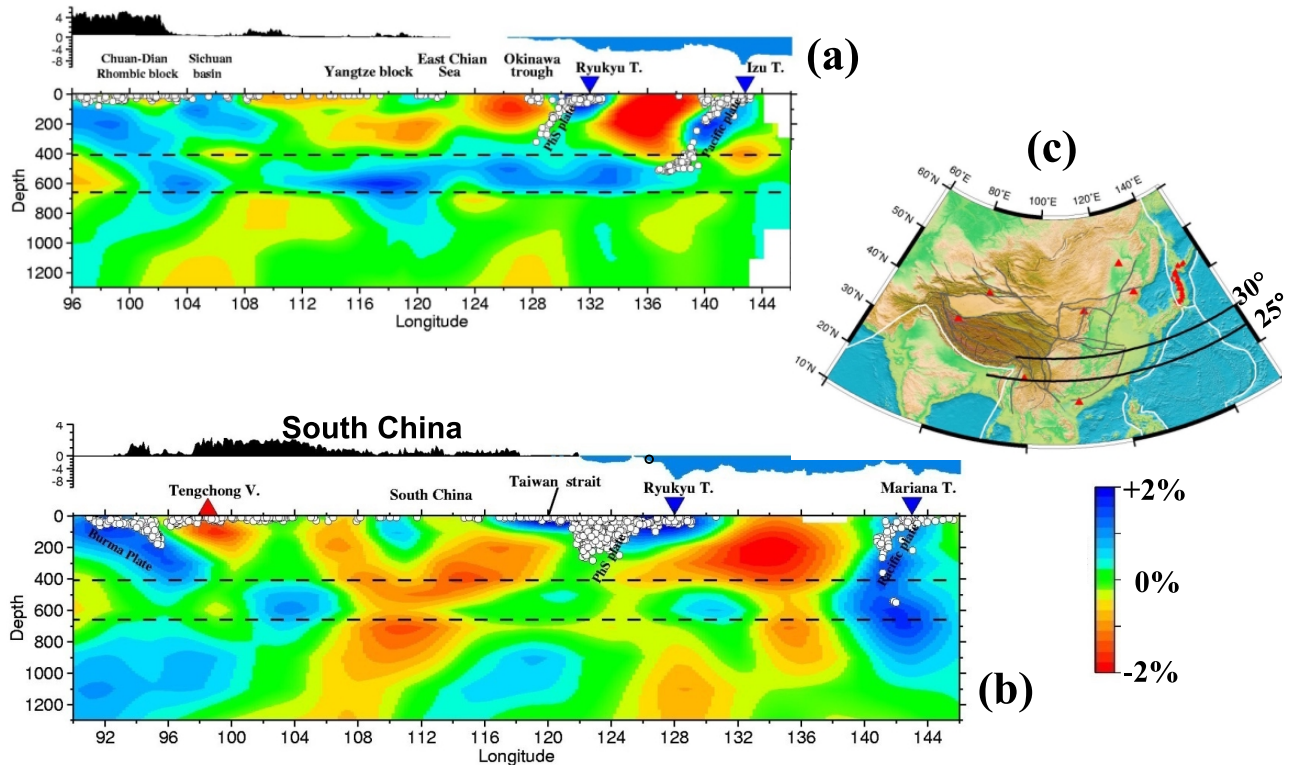 4
0
-4
-8
(a)
Chuan-Dian
Rhombic block
Sichuan
basin
Yangtze block
East Chian
Sea
Okinawa
trough
Ryukyu T.
Izu T.
0
200
400
600
800
1000
1200
Depth
PhS plate
Pacific plate
96 100 104 108 112 116 120 124 128 132 136 140 144
Longitude
(c)
60°N
50°N
40°N
30°N
20°N
10°N
60°E
80°E
100°E
120°E
140°E
30°
25°
4
0
-4
-8
South China
Tengchong V.
South China
Taiwan strait
Ryukyu T.
Mariana T.
0
200
400
600
800
1000
1200
Depth
Burma Plate
PhS plate
Pacific plate
92 96 100 104 108 112 116 120 124 128 132 136 140 144
Longitude
(b)
+2%
0%
-2%